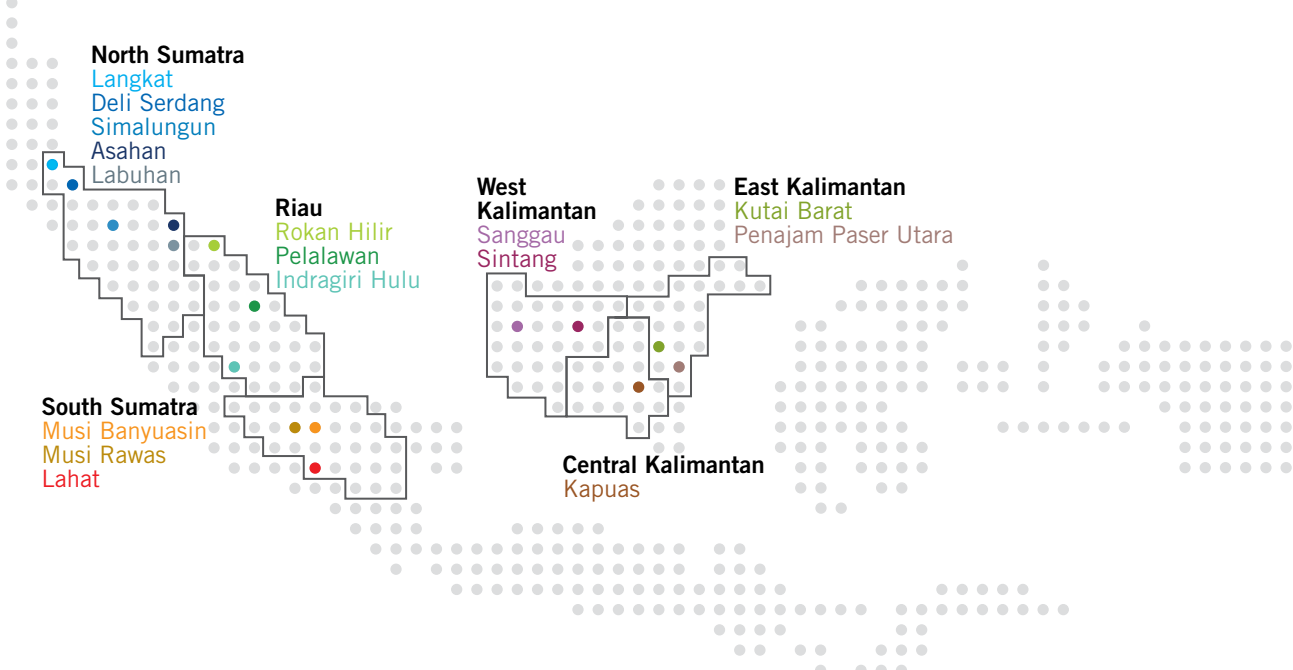 North Sumatra
Langkat
Deli Serdang
Simalungun
Asahan
Labuhan
Riau
Rokan Hilir
Pelalawan
Indragiri Hulu
West
Kalimantan
Sanggau
Sintang
East Kalimantan
Kutai Barat
Penajam Paser Utara
South Sumatra
Musi Banyuasin
Musi Rawas
Lahat
Central Kalimantan
Kapuas